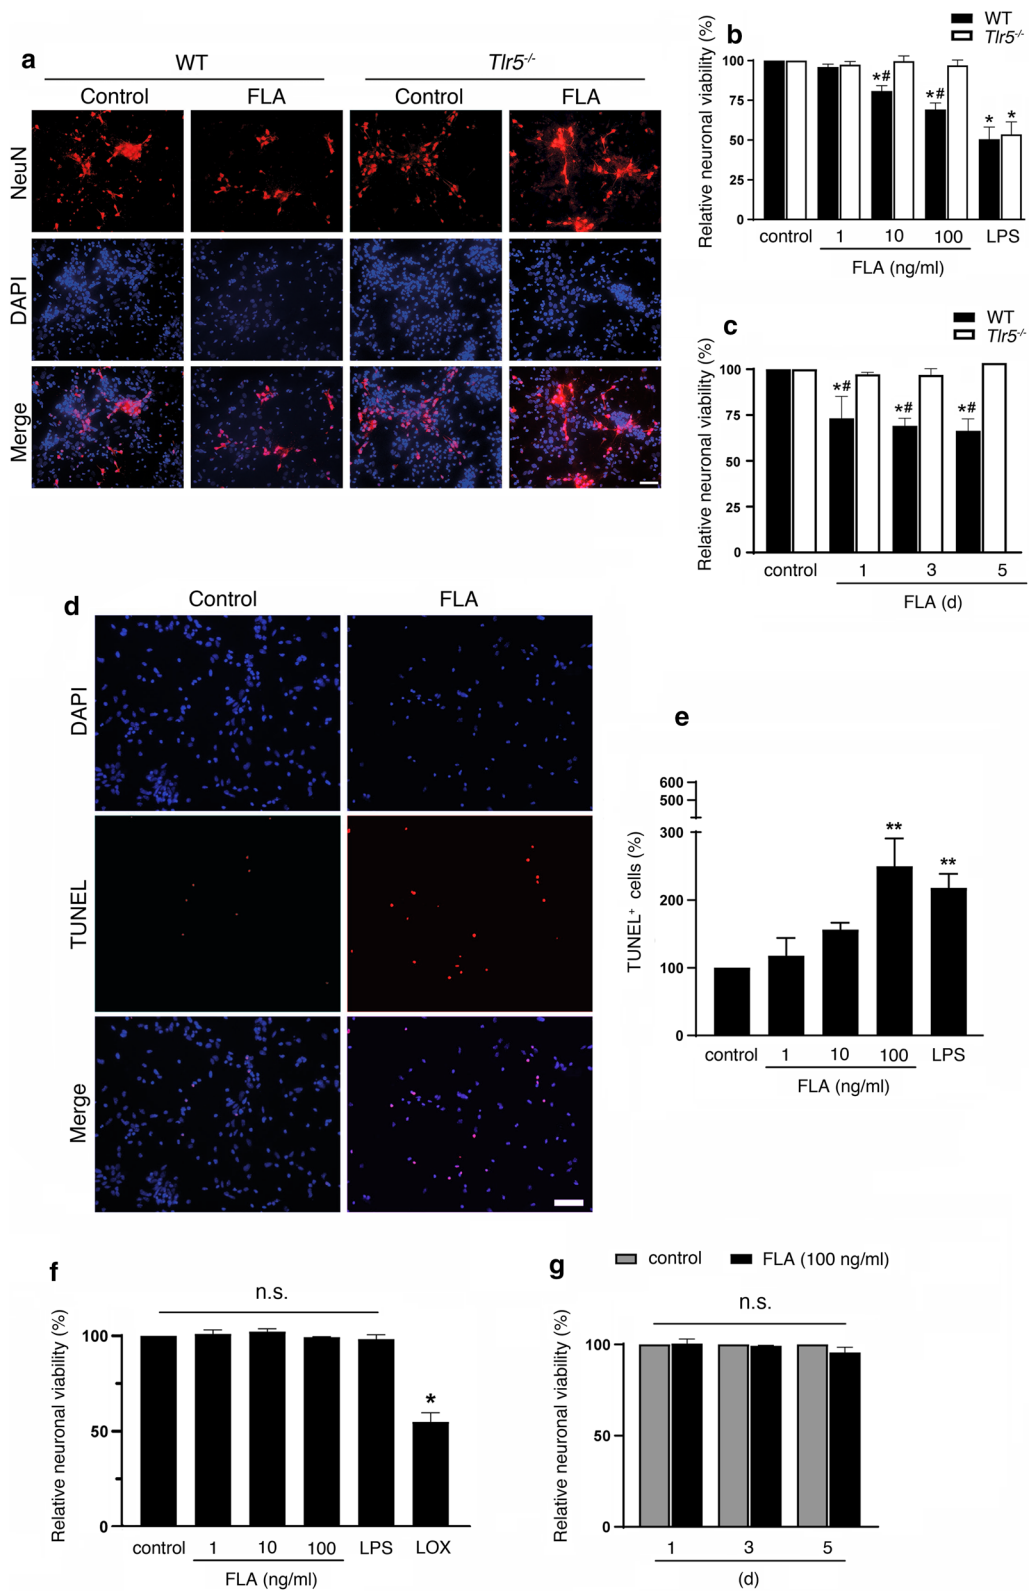 a
WT
Tlr5-/-
Control
FLA
Control
FLA
NeuN
DAPI
Merge
b
WT
Tlr5-/-
Relative neuronal viability (%)
100
75
50
25
0
*#
*#
*
*
control
1
10
100
LPS
FLA (ng/ml)
c
WT
Tlr5-/-
Relative neuronal viability (%)
100
75
50
25
0
*#
*#
*#
control
1
3
5
FLA (d)
d
Control
FLA
DAPI
TUNEL
Merge
e
TUNEL+ cells (%)
600
500
300
200
100
0
**
**
control
1
10
100
LPS
FLA (ng/ml)
f
n.s.
Relative neuronal viability (%)
100
50
0
*
control
1
10
100
LPS
LOX
FLA (ng/ml)
g
control
FLA (100 ng/ml)
n.s.
Relative neuronal viability (%)
100
50
0
1
3
5
(d)